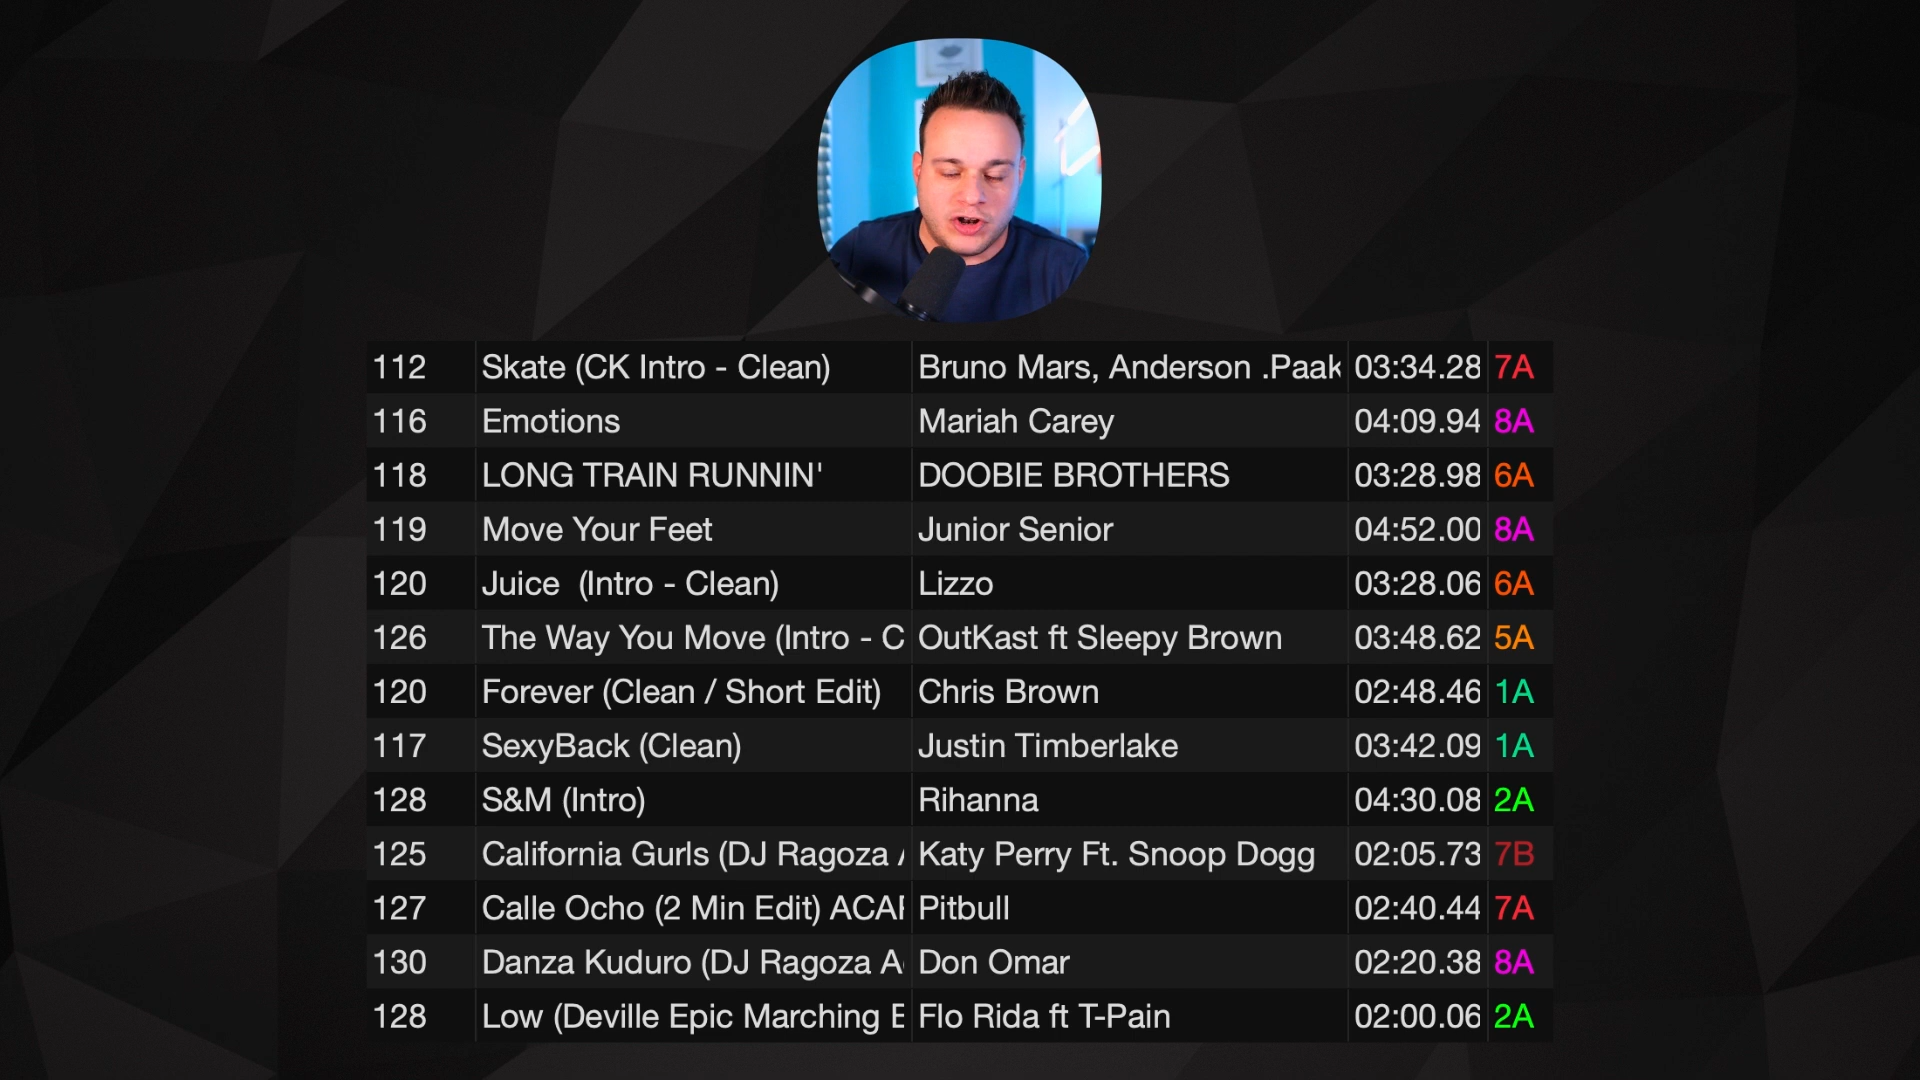 112 Skate (CK Intro - Clean) Bruno Mars, Anderson .Paak 03:34.28 7A
116 Emotions Mariah Carey 04:09.94 8A
118 LONG TRAIN RUNNIN' DOOBIE BROTHERS 03:28.98 6A
119 Move Your Feet Junior Senior 04:52.00 8A
120 Juice (Intro - Clean) Lizzo 03:28.06 6A
126 The Way You Move (Intro - C OutKast ft Sleepy Brown 03:48.62 5A
120 Forever (Clean / Short Edit) Chris Brown 02:48.46 1A
117 SexyBack (Clean) Justin Timberlake 03:42.09 1A
128 S&M (Intro) Rihanna 04:30.08 2A
125 California Gurls (DJ Ragoza Katy Perry Ft. Snoop Dogg 02:05.73 7B
127 Calle Ocho (2 Min Edit) Pitbull 02:40.44 7A
130 Danza Kuduro (DJ Ragoza Don Omar 02:20.38 8A
128 Low (Deville Epic Marching Flo Rida ft T-Pain 02:00.06 2A